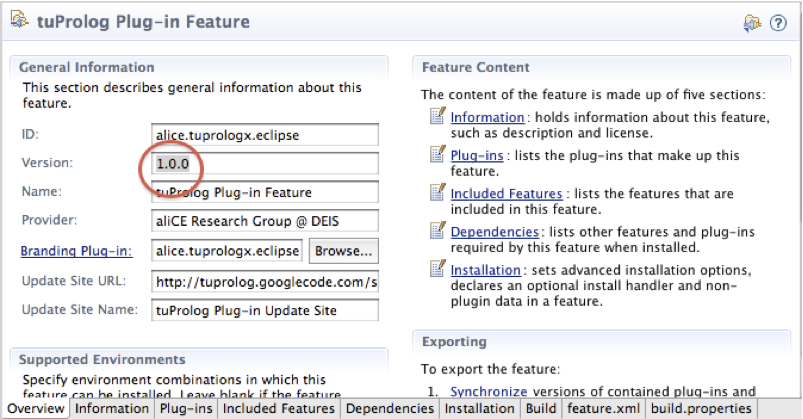 tuProlog Plug-in Feature
General Information
This section describes general information about this
feature.
ID: alice.tuprologx.eclipse
Version: 1.0.0
Name: tuProlog Plug-in Feature
Provider: aliCE Research Group @ DEIS
Branding Plug-in: alice.tuprologx.eclipse Browse...
Update Site URL: http://tuprolog.googlecode.com/s
Update Site Name: tuProlog Plug-in Update Site
Supported Environments
Specify environment combinations in which this
feature can be installed. Leave blank if the feature
Feature Content
The content of the feature is made up of five sections:
Information : holds information about this feature,
such as description and license.
Plug-ins : lists the plug-ins that make up this
feature.
Included Features : lists the features that are
included in this feature.
Dependencies : lists other features and plug-ins
required by this feature when installed.
Installation : sets advanced installation options,
declares an optional install handler and non-
plugin data in a feature.
Exporting
To export the feature:
1. Synchronize versions of contained plug-ins and
Overview Information Plug-ins Included Features Dependencies Installation Build feature.xml build.properties